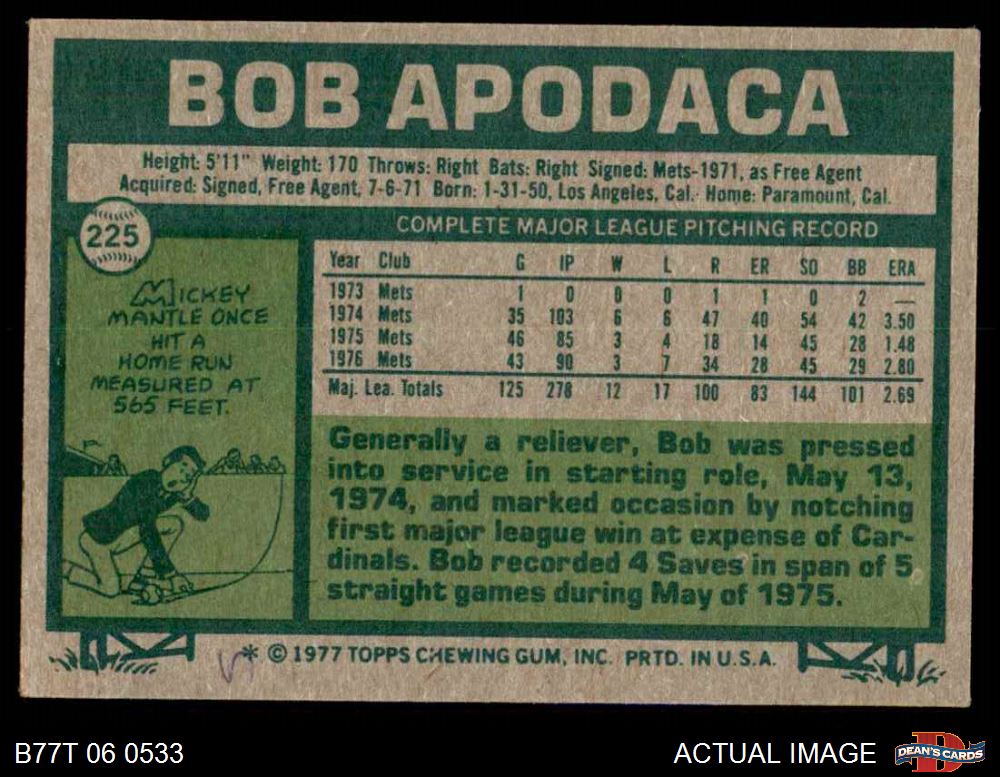 BOB APODACA
Height: 5'11" Weight: 170 Throws: Right Bats: Right Signed: Mets-1971, as Free Agent
Acquired: Signed, Free Agent, 7-6-71 Born: 1-31-50, Los Angeles, Cal. Home: Paramount, Cal.
225
MICKEY
MANTLE ONCE
HIT A
HOME RUN
MEASURED AT
565 FEET.
COMPLETE MAJOR LEAGUE PITCHING RECORD
Year Club G IP W L R ER SO BB ERA
1973 Mets 1 0 0 0 1 1 0 2 —
1974 Mets 35 103 6 6 47 40 54 42 3.50
1975 Mets 46 85 3 4 18 14 45 28 1.48
1976 Mets 43 90 3 7 34 28 45 29 2.80
Maj. Lea. Totals 125 278 12 17 100 83 144 101 2.69
Generally a reliever, Bob was pressed
into service in starting role, May 13,
1974, and marked occasion by notching
first major league win at expense of Car-
dinals. Bob recorded 4 Saves in span of 5
straight games during May of 1975.
* © 1977 TOPPS CHEWING GUM, INC. PRTD. IN U.S.A.
B77T 06 0533
ACTUAL IMAGE
DEAN'S CARDS